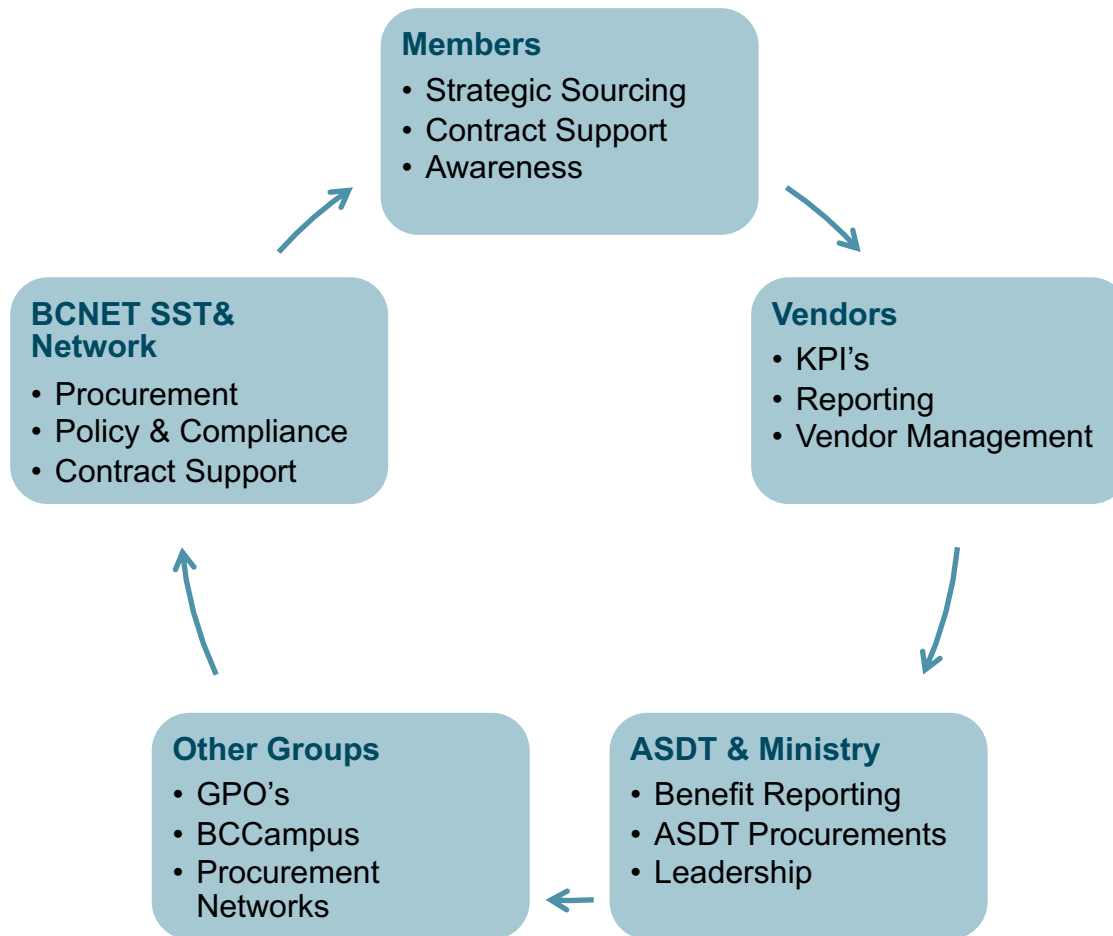 Members
• Strategic Sourcing
• Contract Support
• Awareness
Vendors
• KPI's
• Reporting
• Vendor Management
ASDT & Ministry
• Benefit Reporting
• ASDT Procurements
• Leadership
Other Groups
• GPO's
• BCCampus
• Procurement
Networks
BCNET SST&
Network
• Procurement
• Policy & Compliance
• Contract Support